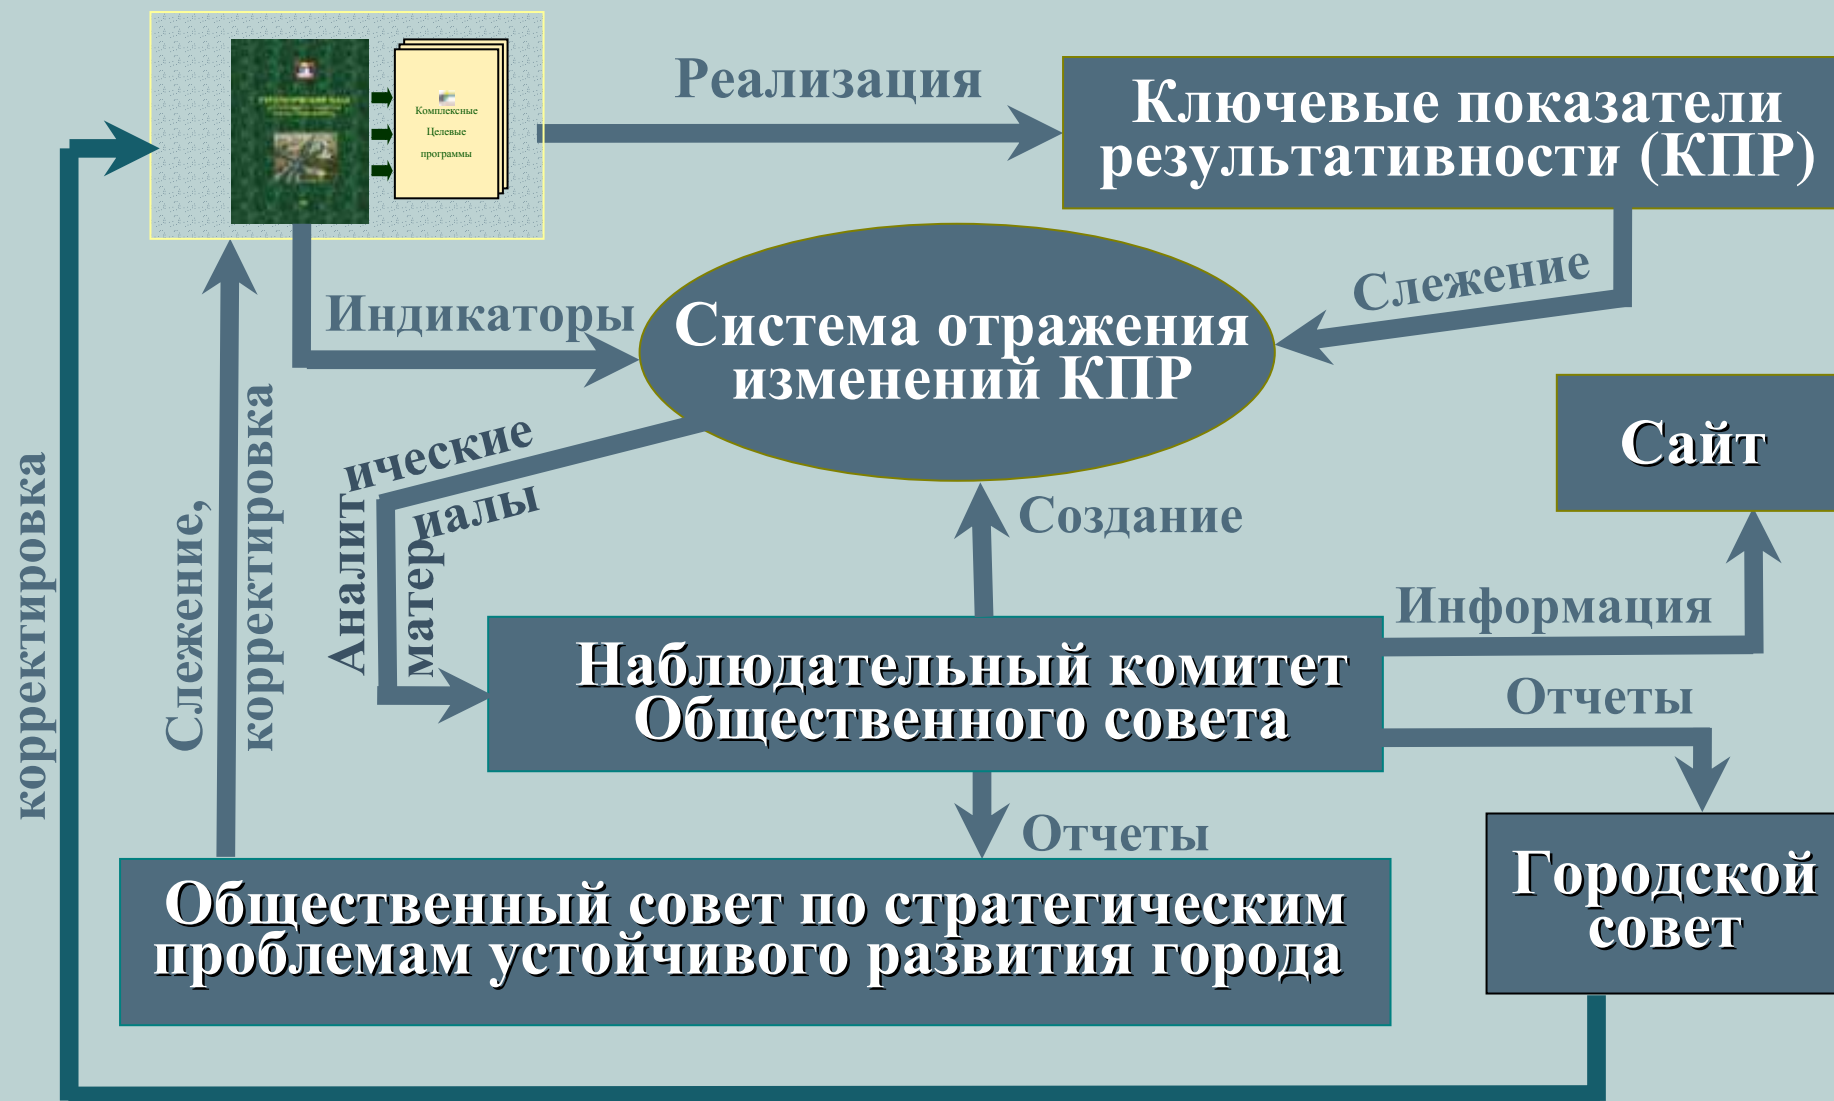 Комплексные
Целевые
программы
Реализация
Ключевые показатели
результативности (КПР)
Индикаторы
Система отражения
изменений КПР
Слежение
Сайт
Аналитические
материалы
Создание
Информация
Наблюдательный комитет
Общественного совета
Отчеты
Отчеты
Слежение,
корректировка
корректировка
Общественный совет по стратегическим
проблемам устойчивого развития города
Городской
совет